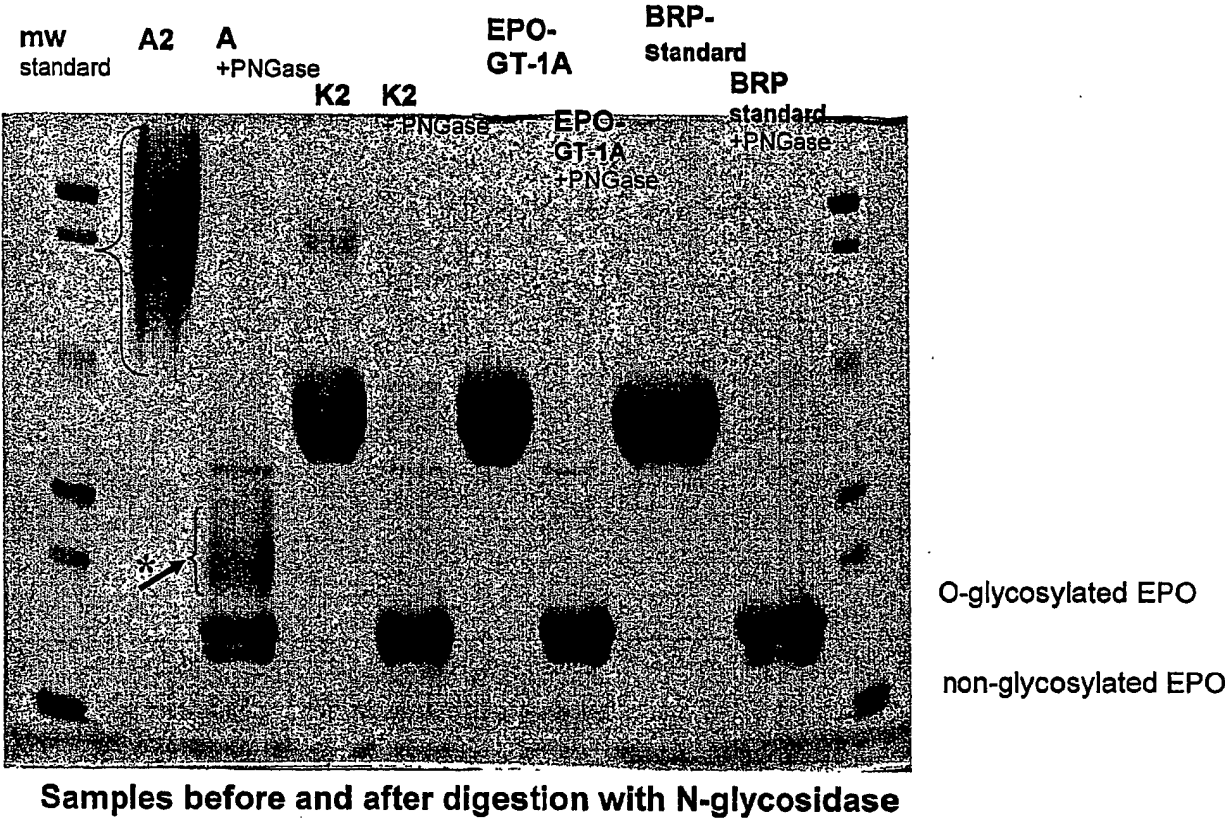 mw
standard
A2
A
+PNGase
K2
K2
+PNGase
EPO-
GT-1A
EPO-
GT-1A
+PNGase
BRP-
standard
BRP
standard
+PNGase
*
O-glycosylated EPO
non-glycosylated EPO
Samples before and after digestion with N-glycosidase